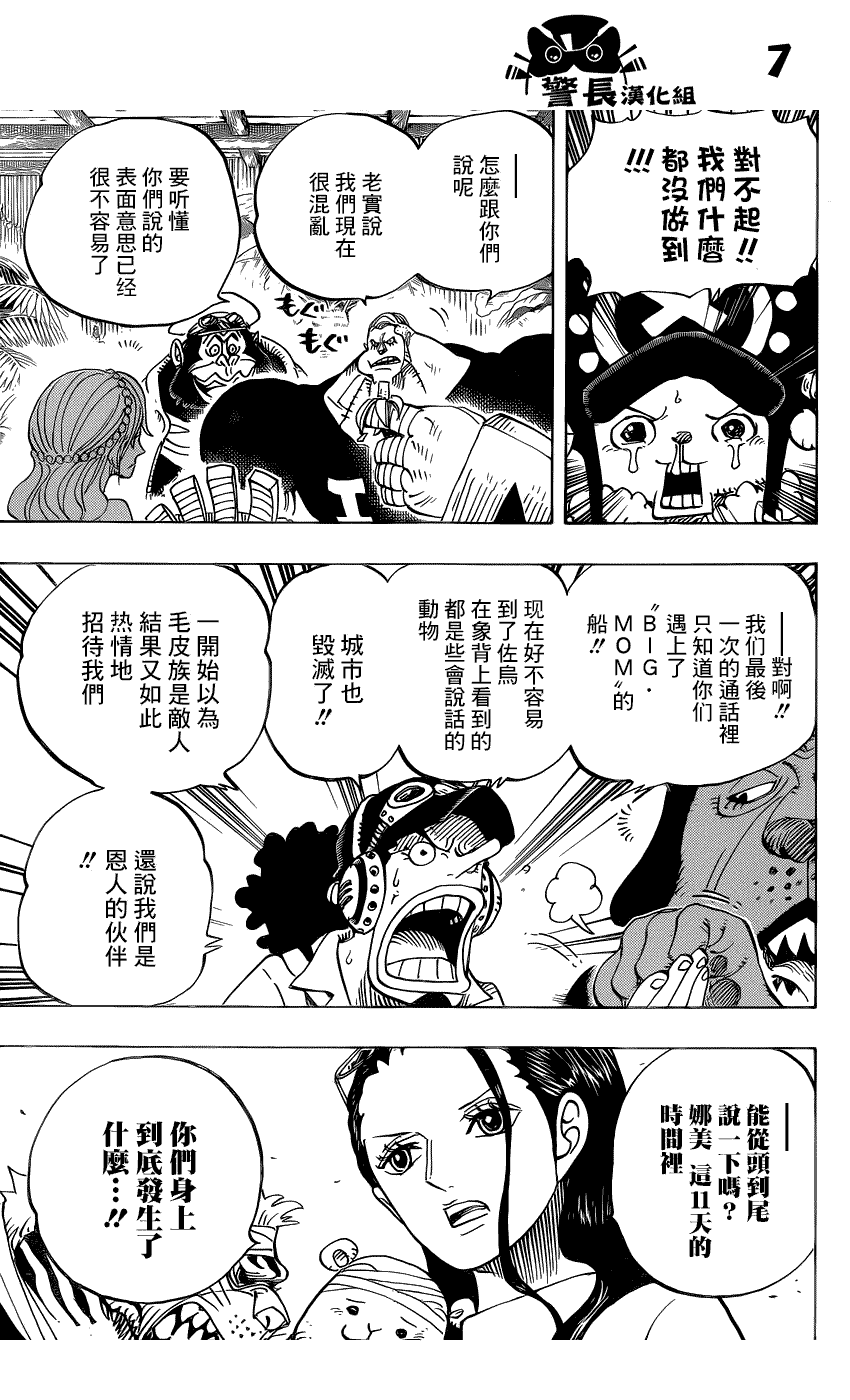 警長漢化組
7
對不起!!
我們什麼
都沒做到
!!!
怎麼跟你們
說呢
老實說
我們現在
很混亂
要听懂
你們說的
表面意思已经
很不容易了
もぐ
もぐ
——對啊!!
我们最後
一次的通話裡
只知道你们
遇上了
"BIG・
MOM"的
船!!
现在好不容易
到了佐烏
在象背上看到的
都是些會說話的
動物
城市也
毀滅了!!
一開始以為
毛皮族是敵人
結果又如此
热情地
招待我們
還說我們是
恩人的伙伴
!!
——能從頭到尾
說一下嗎?
娜美 這11天的
時間裡
你們身上
到底發生了
什麼…!!